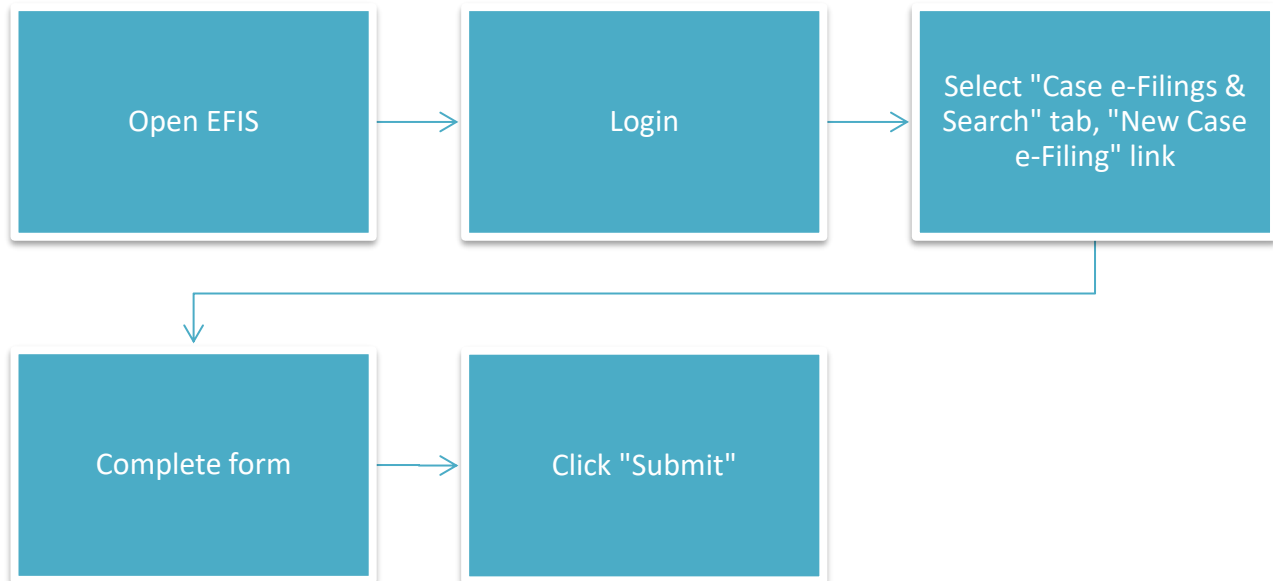 Open EFIS
Login
Select "Case e-Filings &
Search" tab, "New Case
e-Filing" link
Complete form
Click "Submit"